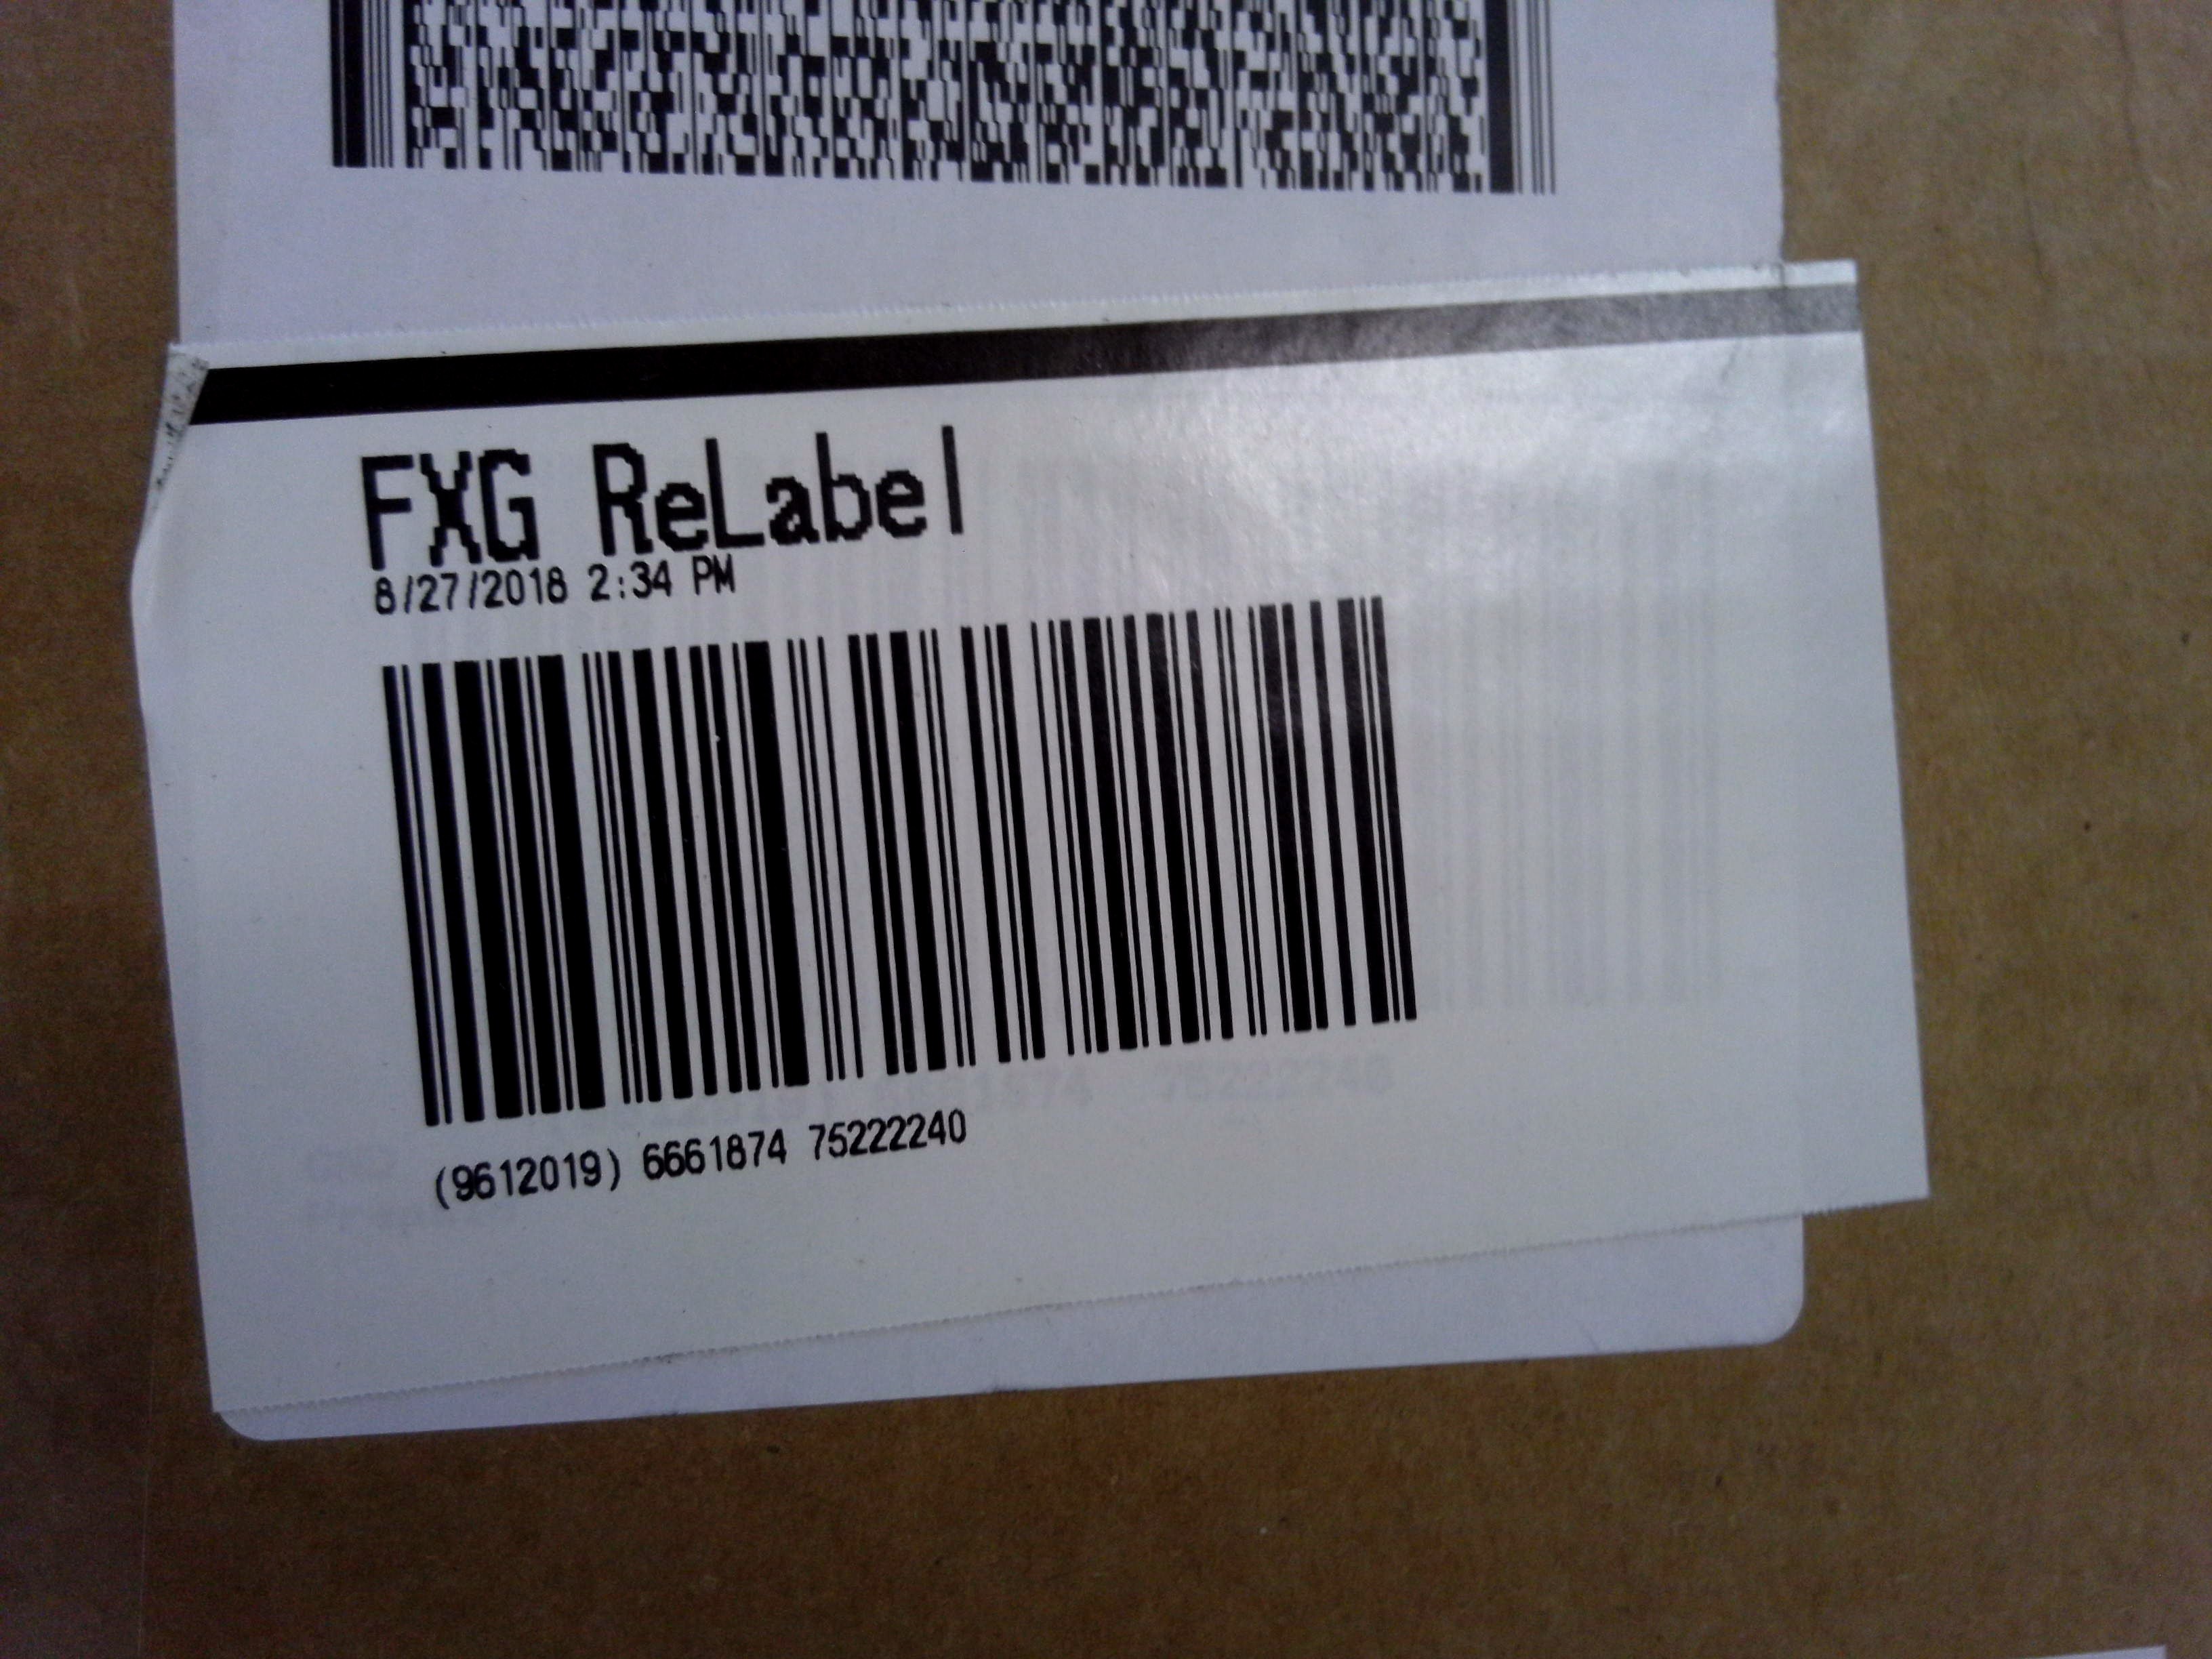 FXG ReLabel
8/27/2018 2:34 PM
(9612019) 6661874 75222240